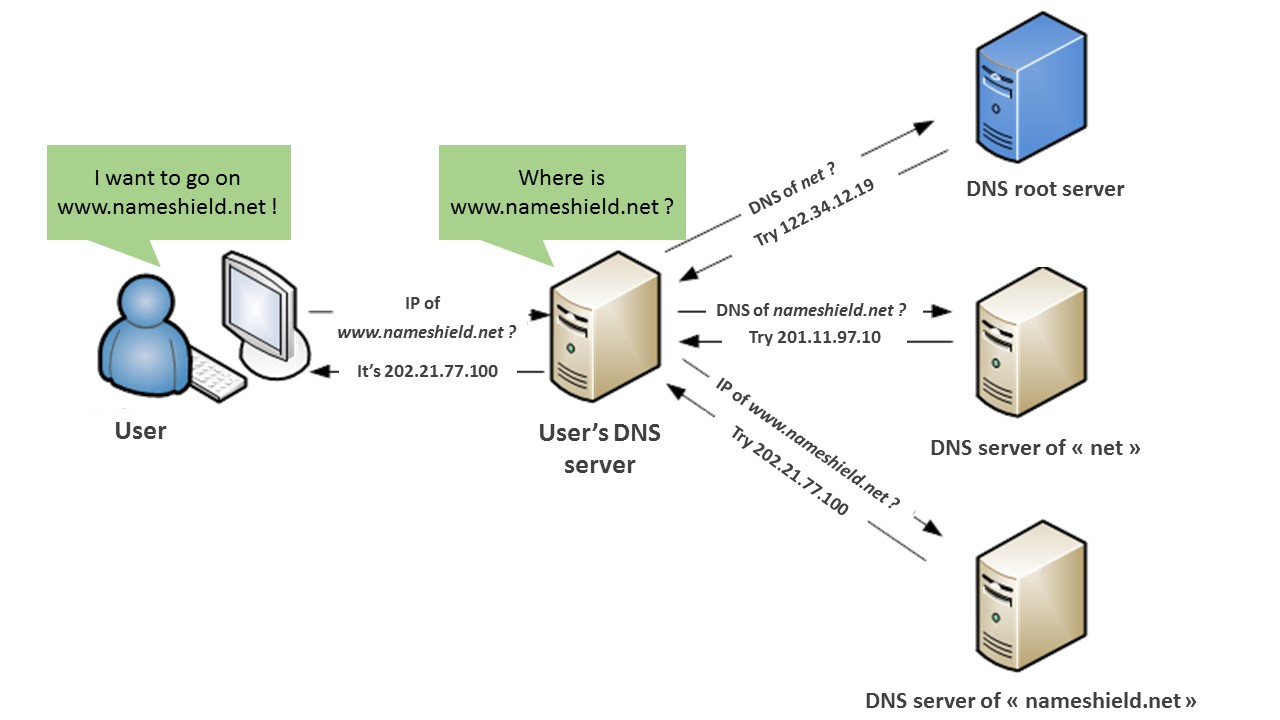 I want to go on
www.nameshield.net !
Where is
www.nameshield.net ?
DNS of net ?
Try 122.34.12.19
DNS root server
IP of
www.nameshield.net ?
It's 202.21.77.100
DNS of nameshield.net ?
Try 201.11.97.10
IP of www.nameshield.net ?
Try 202.21.77.100
User
User's DNS
server
DNS server of « net »
DNS server of « nameshield.net »